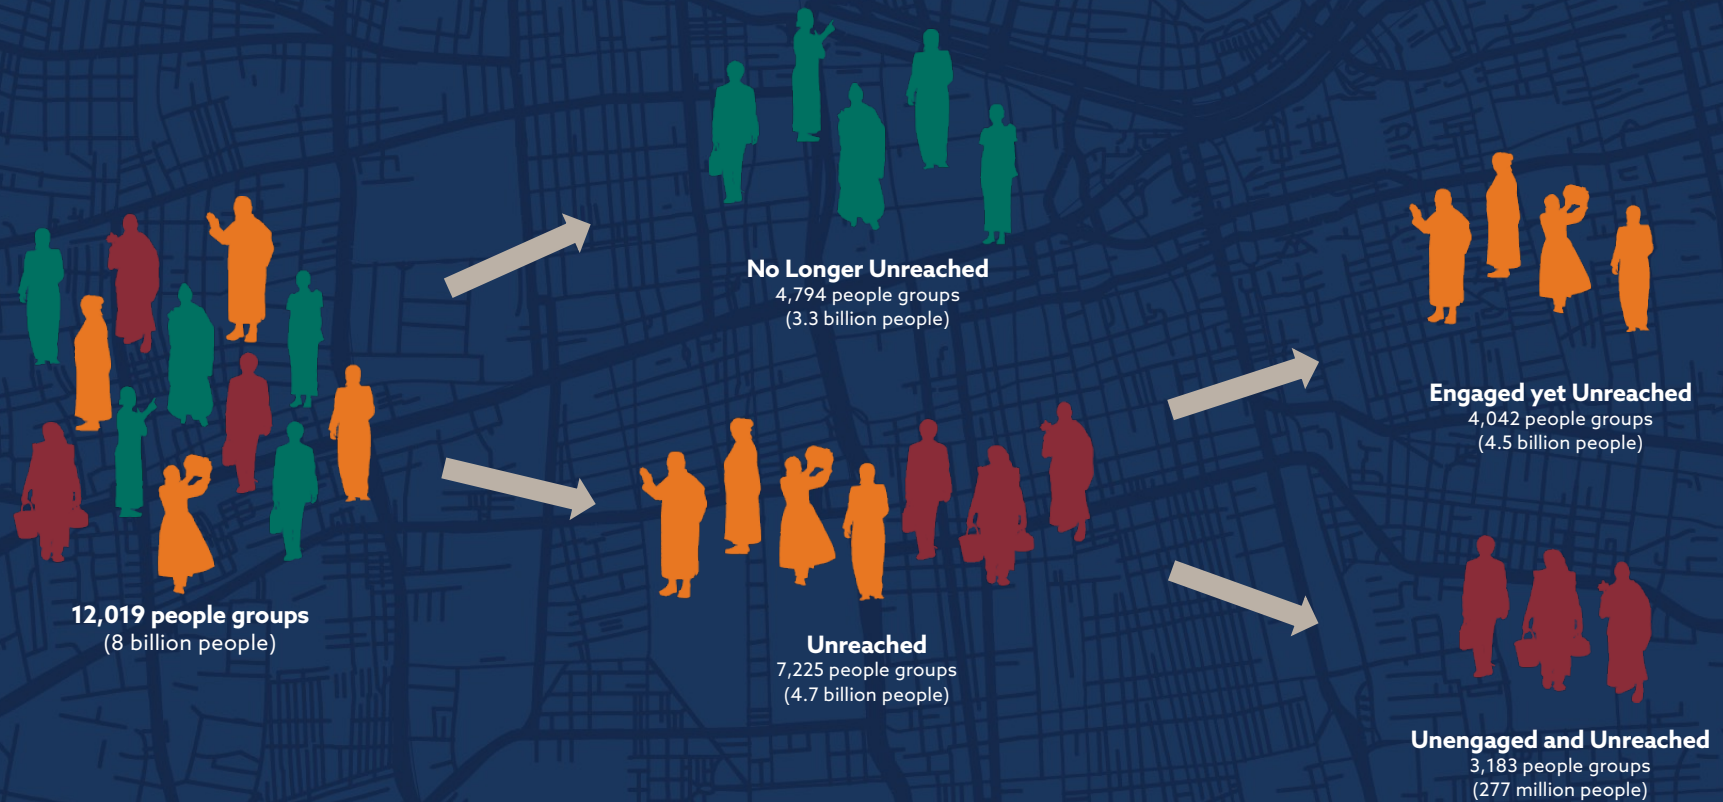 12,019 people groups
(8 billion people)
No Longer Unreached
4,794 people groups
(3.3 billion people)
Unreached
7,225 people groups
(4.7 billion people)
Engaged yet Unreached
4,042 people groups
(4.5 billion people)
Unengaged and Unreached
3,183 people groups
(277 million people)